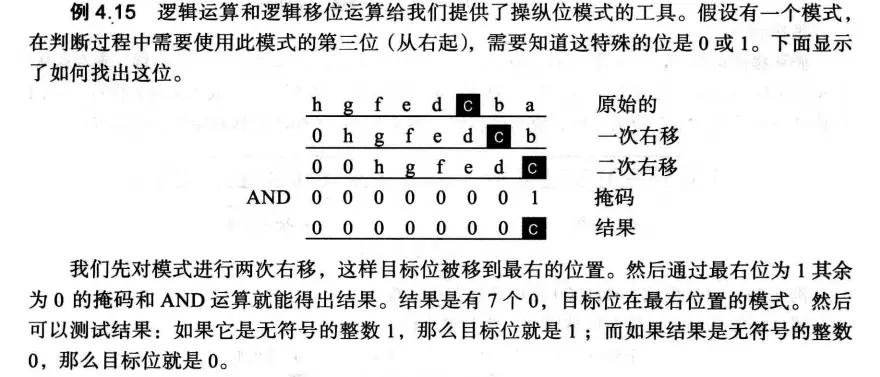 例 4.15 逻辑运算和逻辑移位运算给我们提供了操纵位模式的工具。假设有一个模式，
在判断过程中需要使用此模式的第三位（从右起），需要知道这特殊的位是 0 或 1。下面显示
了如何找出这位。
h g f e d c b a 原始的
0 h g f e d c b 一次右移
0 0 h g f e d c 二次右移
AND 0 0 0 0 0 0 0 1 掩码
0 0 0 0 0 0 0 c 结果
我们先对模式进行两次右移，这样目标位被移到最右的位置。然后通过最右位为 1 其余
为 0 的掩码和 AND 运算就能得出结果。结果是有 7 个 0，目标位在最右位置的模式。然后
可以测试结果：如果它是无符号的整数 1，那么目标位就是 1；而如果结果是无符号的整数
0，那么目标位就是 0。